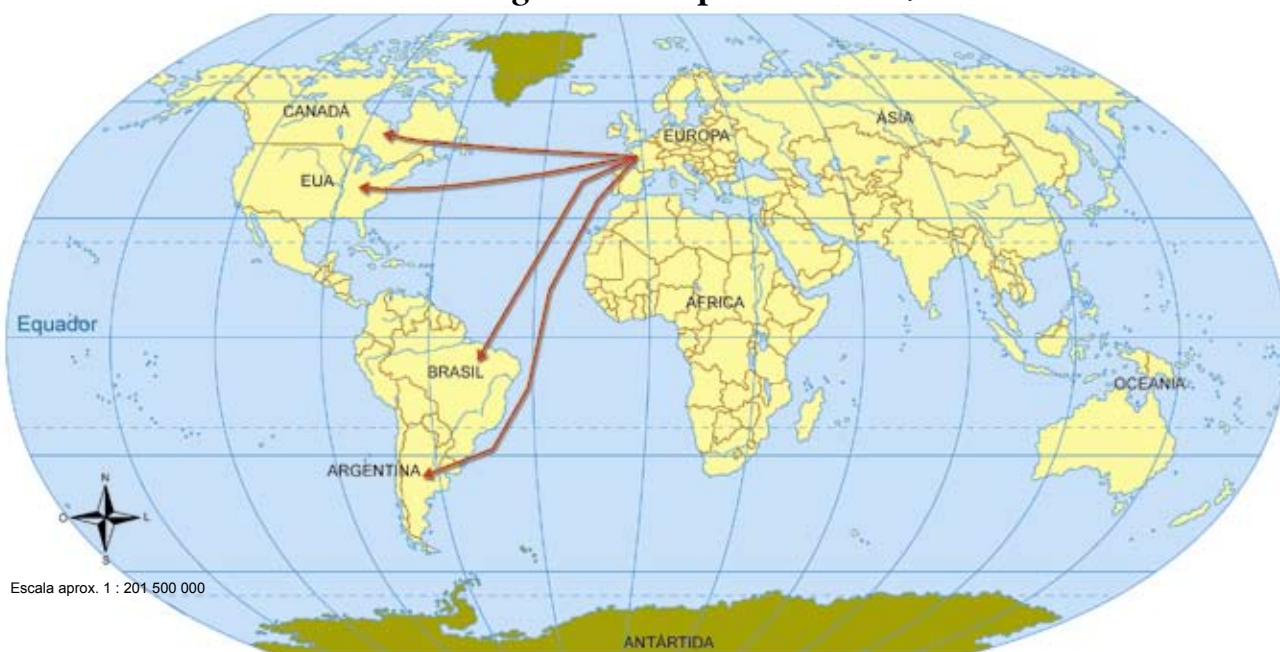 CANADÁ
EUROPA
ÁSIA
EUA
ÁFRICA
Equador
BRASIL
OCEANIA
ARGENTINA
N
O
L
S
Escala aprox. 1 : 201 500 000
ANTÁRTIDA